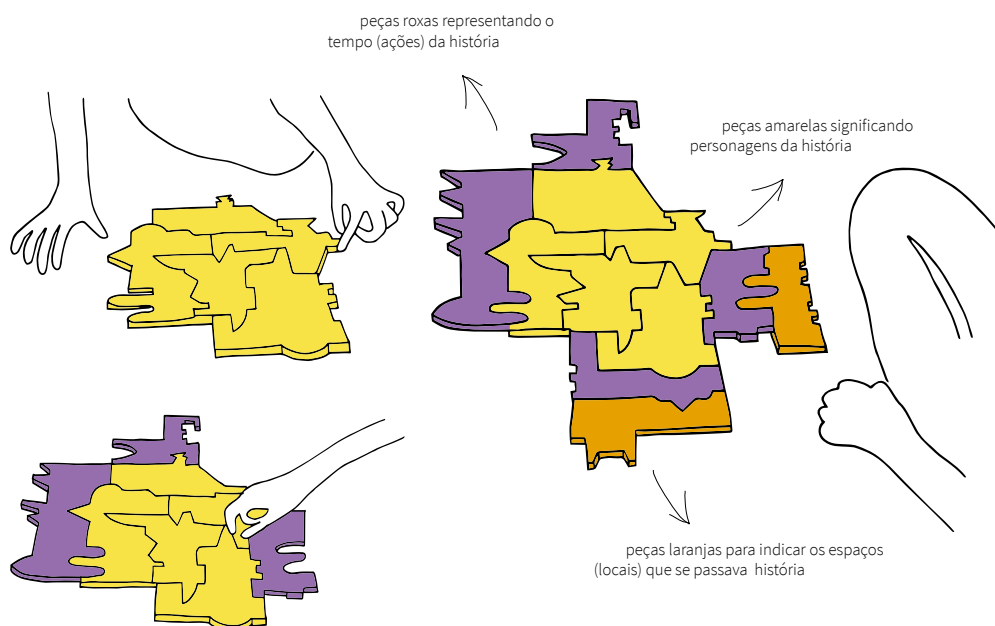 peças roxas representando o
tempo (ações) da história
peças amarelas significando
personagens da história
peças laranjas para indicar os espaços
(locais) que se passava história